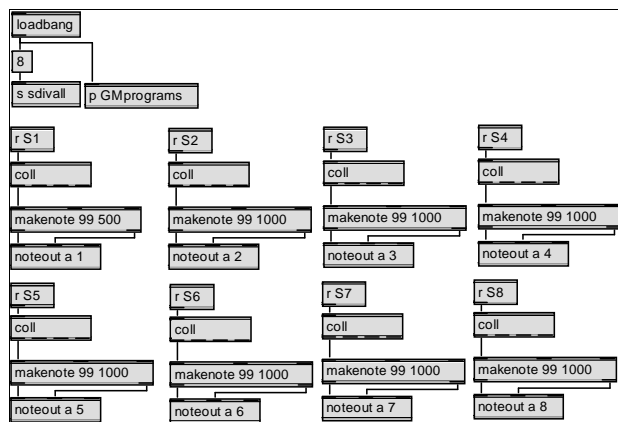 loadbang
8
s sdivall
p GMprograms
r S1
r S2
r S3
r S4
coll
coll
coll
coll
makenote 99 500
makenote 99 1000
makenote 99 1000
makenote 99 1000
noteout a 1
noteout a 2
noteout a 3
noteout a 4
r S5
r S6
r S7
r S8
coll
coll
coll
coll
makenote 99 1000
makenote 99 1000
makenote 99 1000
makenote 99 1000
noteout a 5
noteout a 6
noteout a 7
noteout a 8